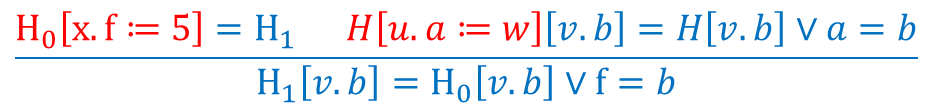 H₀[x.f ≔ 5] = H₁ H[u.a ≔ w][v.b] = H[v.b] ∨ a = b
H₁[v.b] = H₀[v.b] ∨ f = b